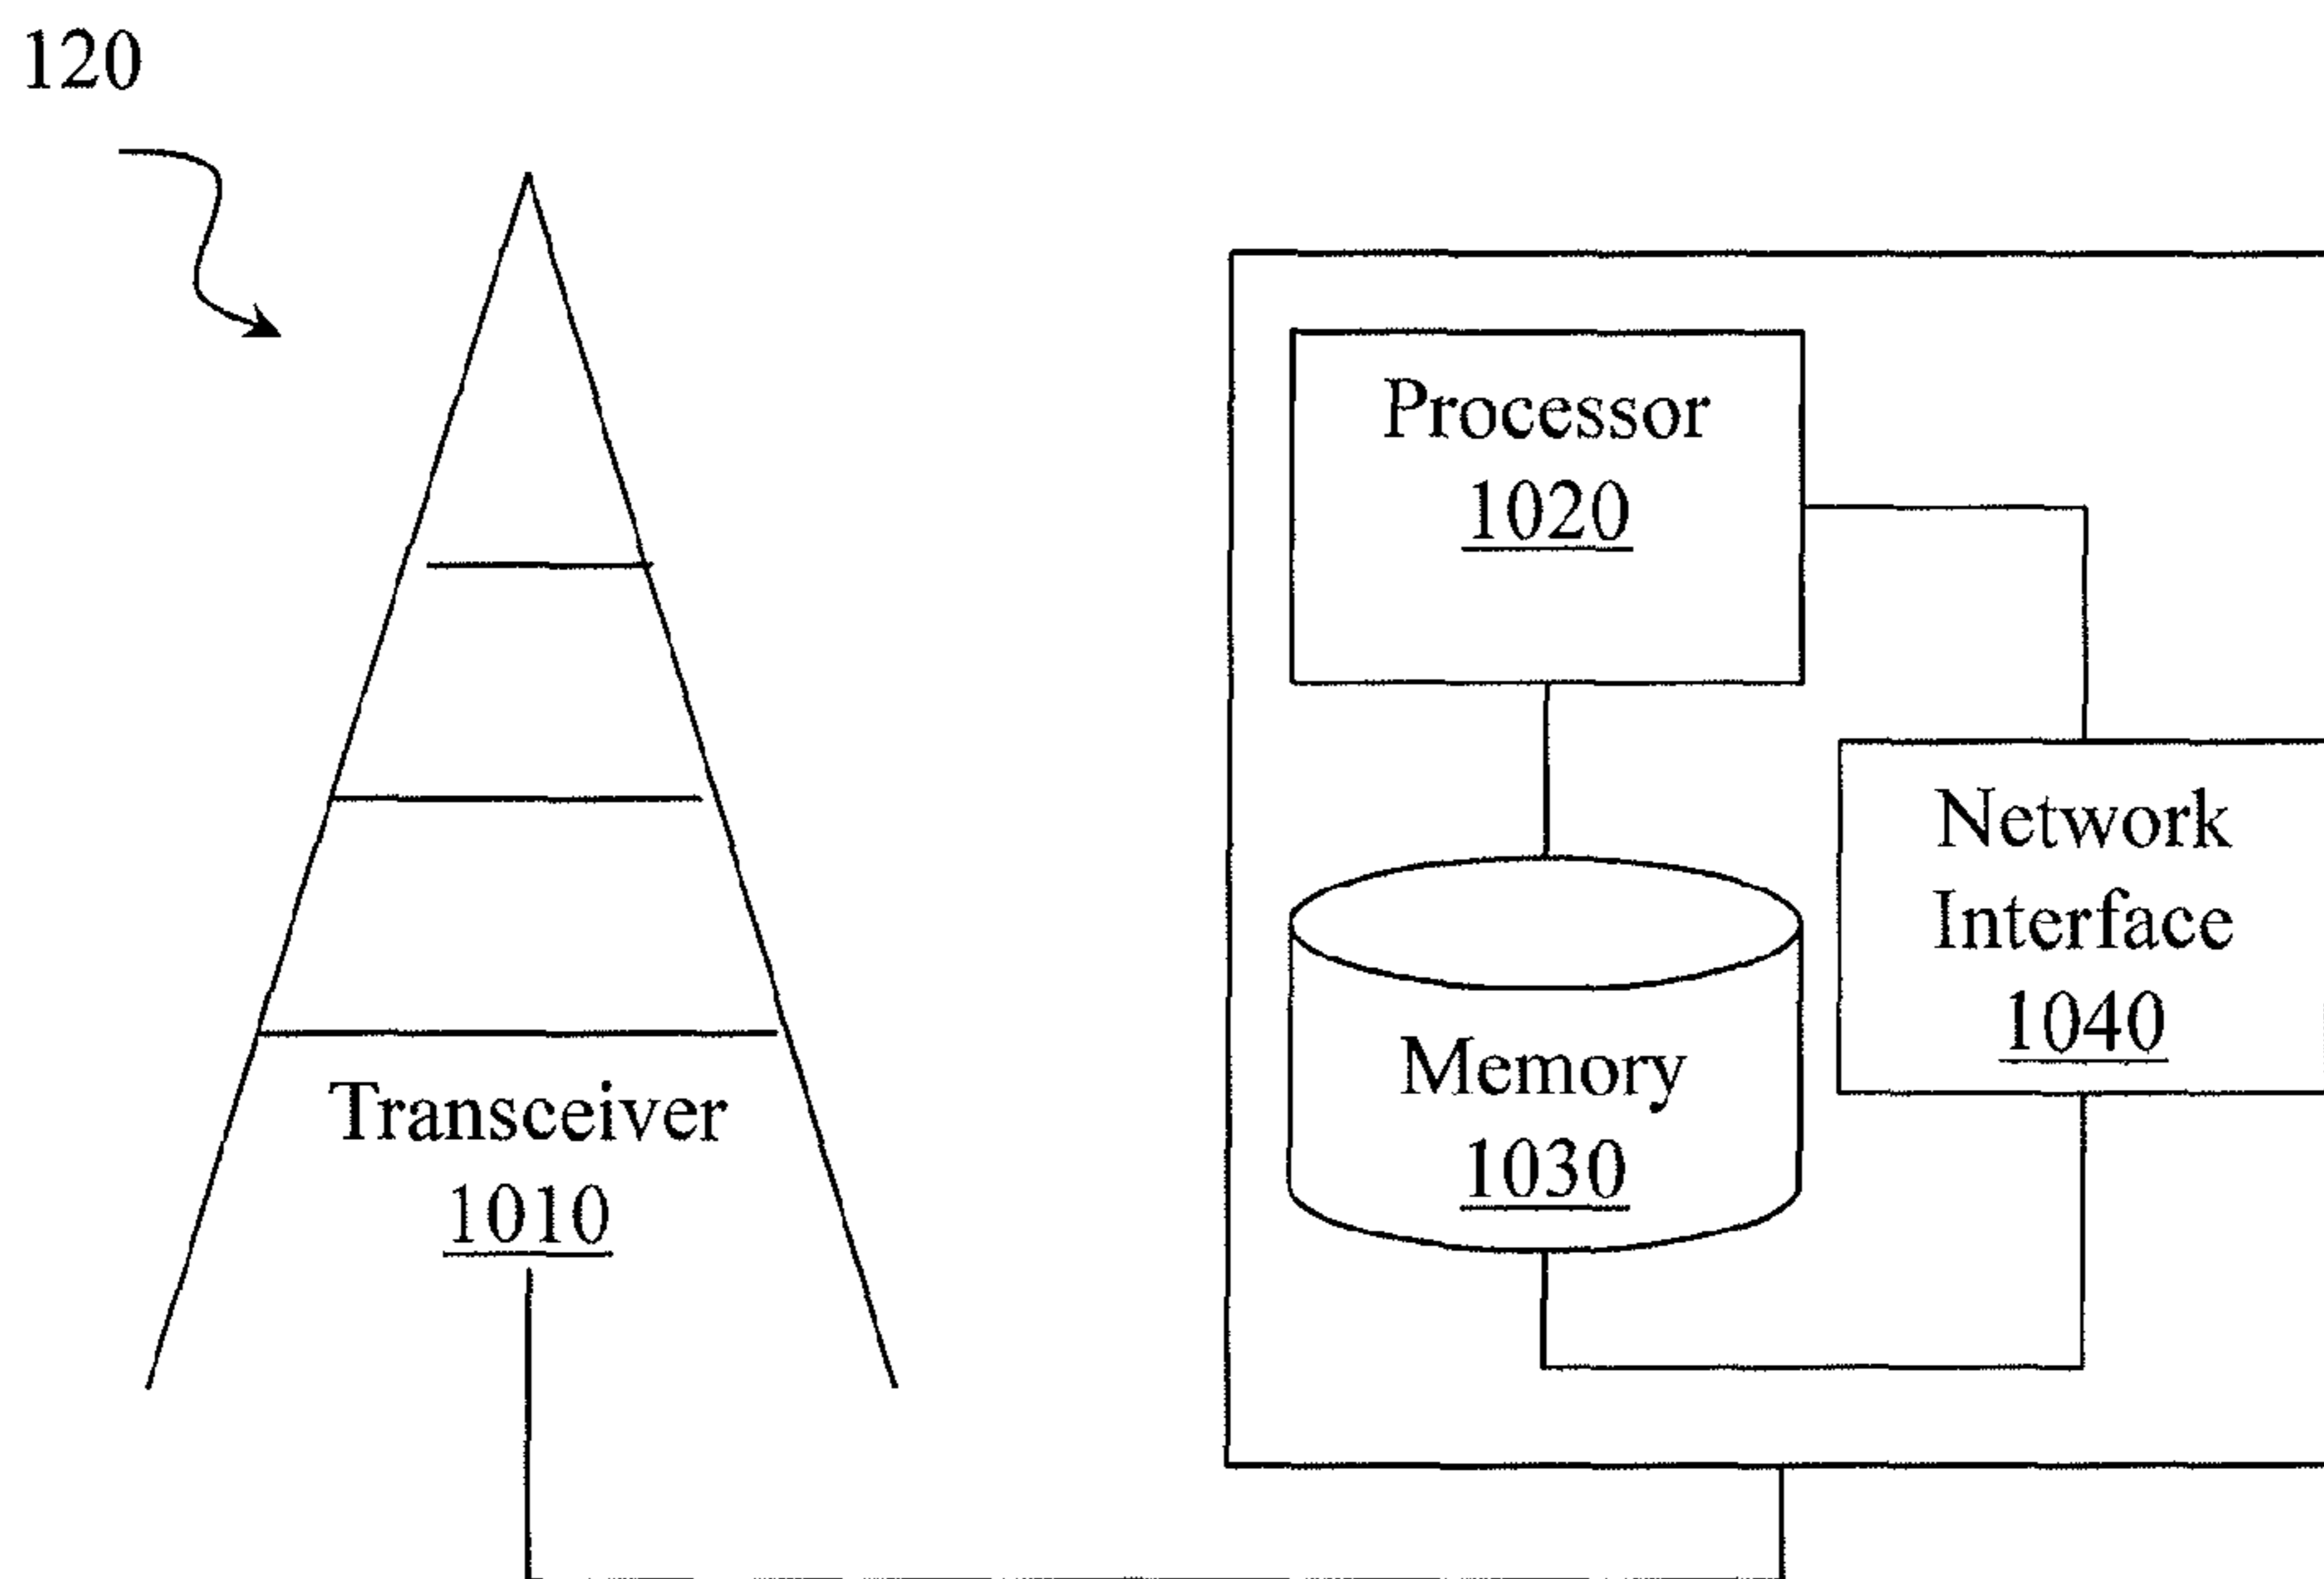 120
Processor
1020
Network
Interface
1040
Memory
1030
Transceiver
1010